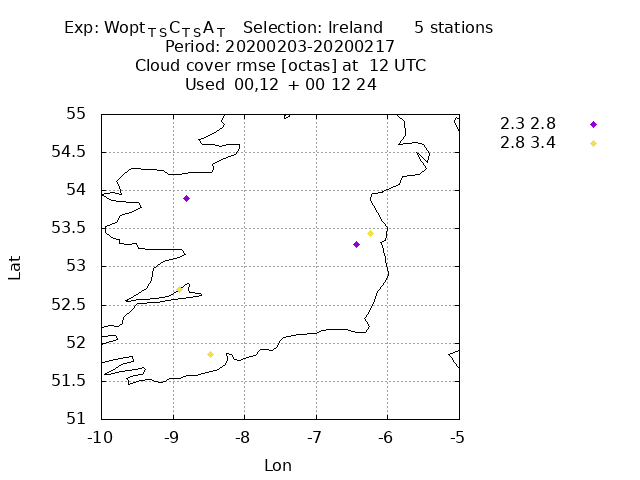 Exp: Wopt_TS C_TS A_T Selection: Ireland 5 stations
Period: 20200203-20200217
Cloud cover rmse [octas] at 12 UTC
Used 00,12 + 00 12 24
2.3 2.8
2.8 3.4
55
54.5
54
53.5
53
52.5
52
51.5
51
Lat
-10 -9 -8 -7 -6 -5
Lon